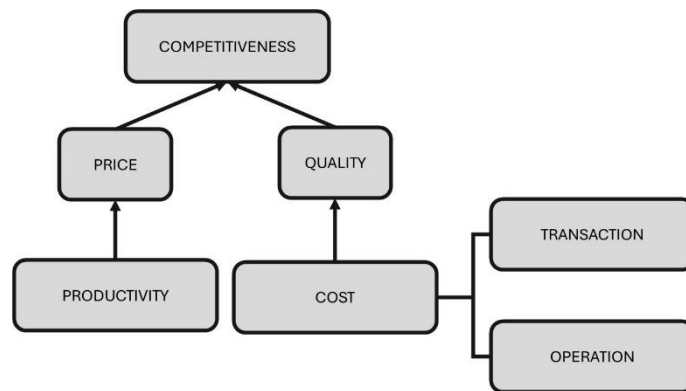 COMPETITIVENESS
PRICE
QUALITY
TRANSACTION
PRODUCTIVITY
COST
OPERATION